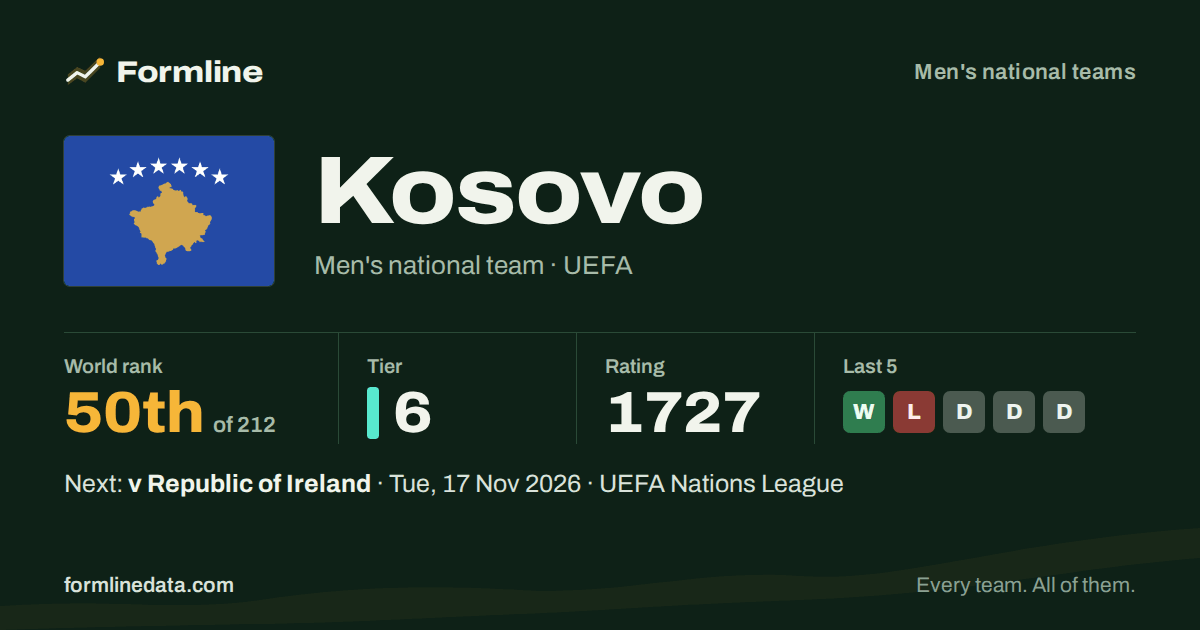 Formline
Men's national teams
Kosovo
Men's national team · UEFA
World rank
50th of 212
Tier
6
Rating
1727
Last 5
W L D D D
Next: v Republic of Ireland · Tue, 17 Nov 2026 · UEFA Nations League
formlinedata.com
Every team. All of them.